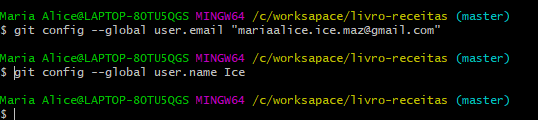 Maria Alice@LAPTOP-8OTU5QGS MINGW64 /c/worksapace/livro-receitas (master)
$ git config --global user.email "mariaalice.ice.maz@gmail.com"
Maria Alice@LAPTOP-8OTU5QGS MINGW64 /c/worksapace/livro-receitas (master)
$ git config --global user.name Ice
Maria Alice@LAPTOP-8OTU5QGS MINGW64 /c/worksapace/livro-receitas (master)
$